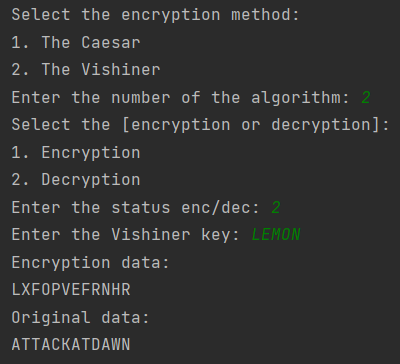 Select the encryption method:
1. The Caesar
2. The Vishiner
Enter the number of the algorithm: 2
Select the [encryption or decryption]:
1. Encryption
2. Decryption
Enter the status enc/dec: 2
Enter the Vishiner key: LEMON
Encryption data:
LXFOPVEFRNHR
Original data:
ATTACKATDAWN